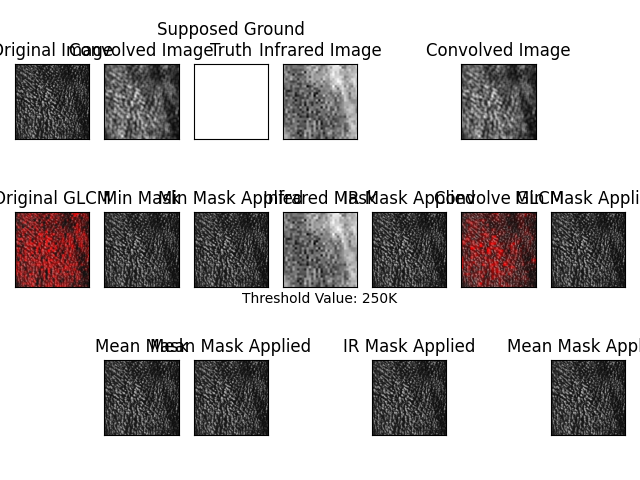 Supposed Ground
Original Image Convolved Image Truth Infrared Image Convolved Image
Original GLCM Min Mask Min Mask Applied Infrared Mask IR Mask Applied Convolve GLCM Min Mask Appli
Threshold Value: 250K
Mean Mask Mean Mask Applied IR Mask Applied Mean Mask Appl